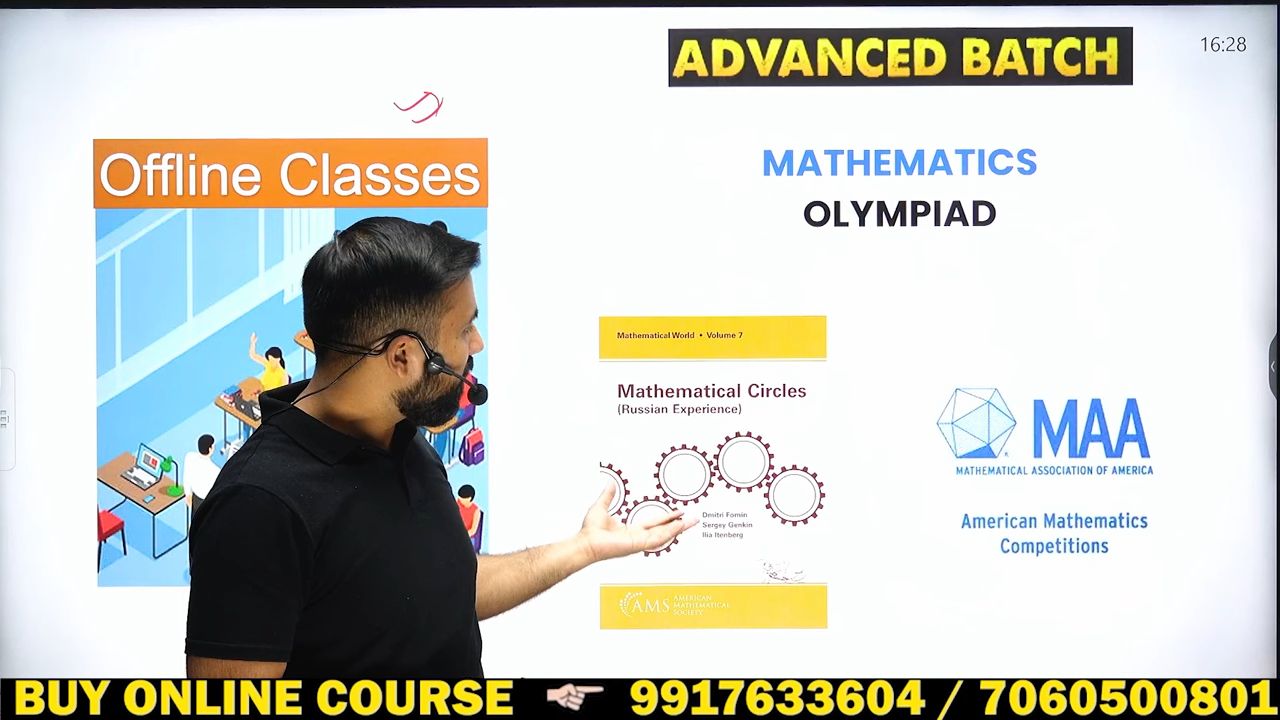 ADVANCED BATCH
16:28
Offline Classes
MATHEMATICS
OLYMPIAD
Mathematical World • Volume 7
Mathematical Circles
(Russian Experience)
Dmitri Fomin
Sergey Genkin
Ilia Itenberg
AMS AMERICAN
MATHEMATICAL
SOCIETY
MAA
MATHEMATICAL ASSOCIATION OF AMERICA
American Mathematics
Competitions
BUY ONLINE COURSE 9917633604 / 7060500801